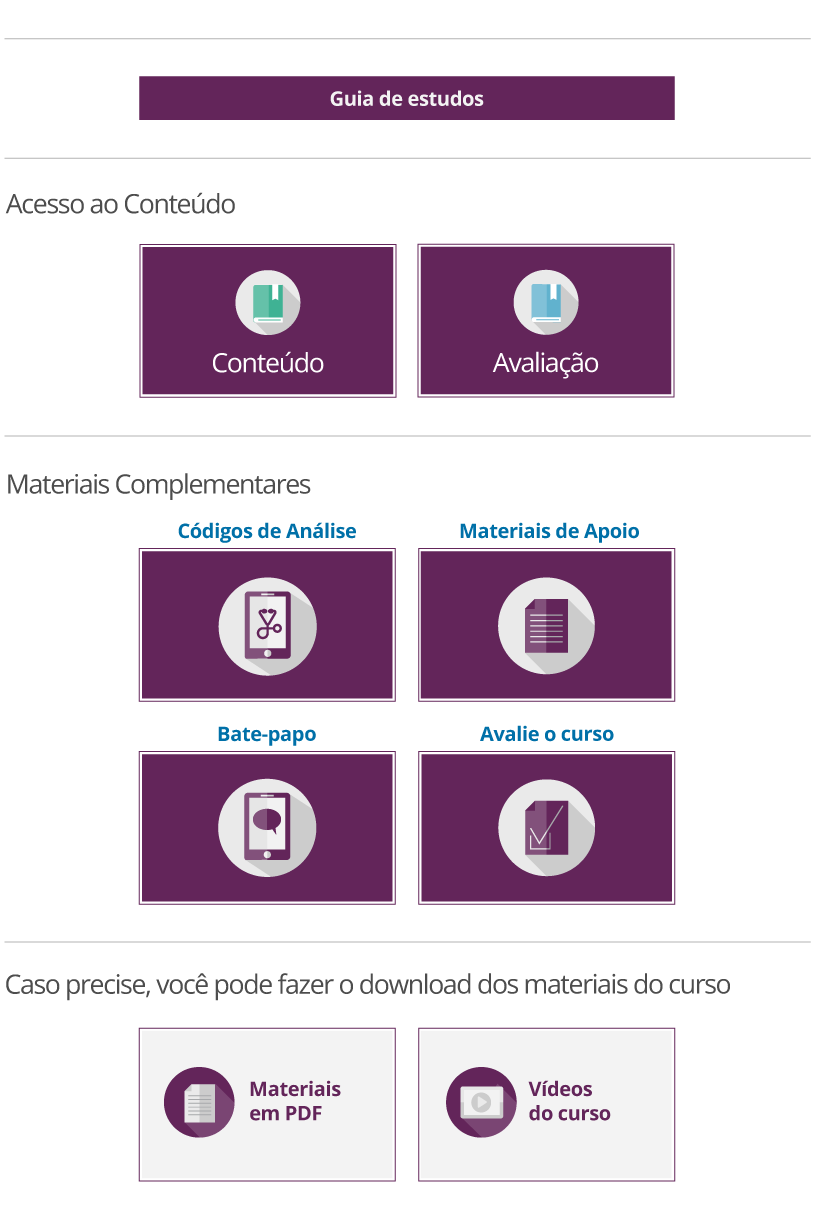 Guia de estudos
Acesso ao Conteúdo
Conteúdo
Avaliação
Materiais Complementares
Códigos de Análise
Materiais de Apoio
Bate-papo
Avalie o curso
Caso precise, você pode fazer o download dos materiais do curso
Materiais
em PDF
Vídeos
do curso